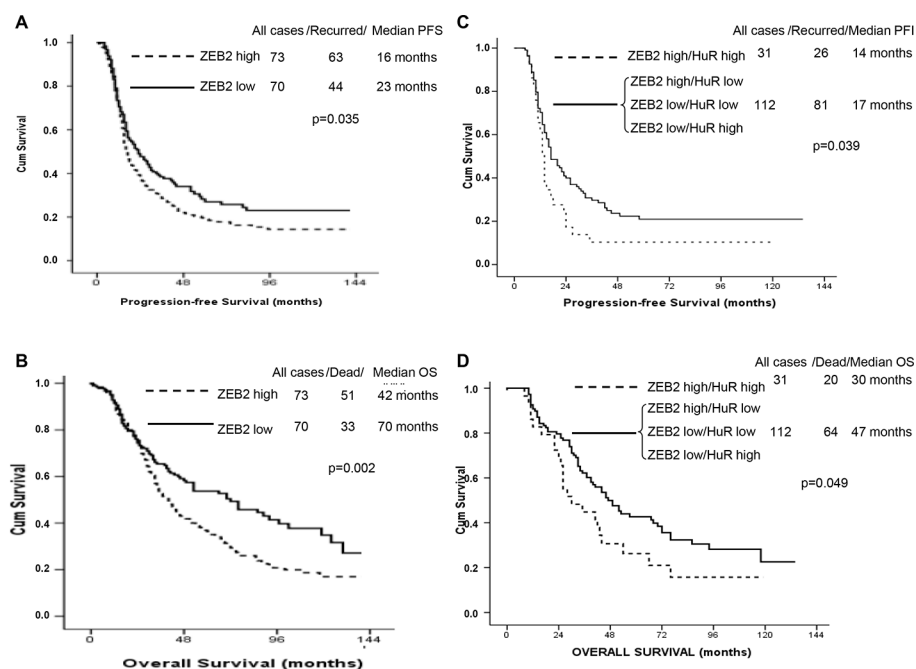 A
All cases /Recurred/ Median PFS
ZEB2 high 73 63 16 months
ZEB2 low 70 44 23 months
p=0.035
Cum Survival
1.0
0.8
0.6
0.4
0.2
0.0
0 48 96 144
Progression-free Survival (months)
C
All cases /Recurred/Median PFI
ZEB2 high/HuR high 31 26 14 months
ZEB2 high/HuR low
ZEB2 low/HuR low 112 81 17 months
ZEB2 low/HuR high
p=0.039
Cum Survival
1.0
0.8
0.6
0.4
0.2
0.0
0 24 48 72 96 120 144
Progression-free Survival (months)
B
All cases/Dead/ Median OS
ZEB2 high 73 51 42 months
ZEB2 low 70 33 70 months
p=0.002
Cum Survival
1.0
0.8
0.6
0.4
0.2
0.0
0 48 96 144
Overall Survival (months)
D
All cases /Dead/Median OS
ZEB2 high/HuR high 31 20 30 months
ZEB2 high/HuR low
ZEB2 low/HuR low 112 64 47 months
ZEB2 low/HuR high
p=0.049
Cum Survival
1.0
0.8
0.6
0.4
0.2
0.0
0 24 48 72 96 120 144
OVERALL SURVIVAL (months)